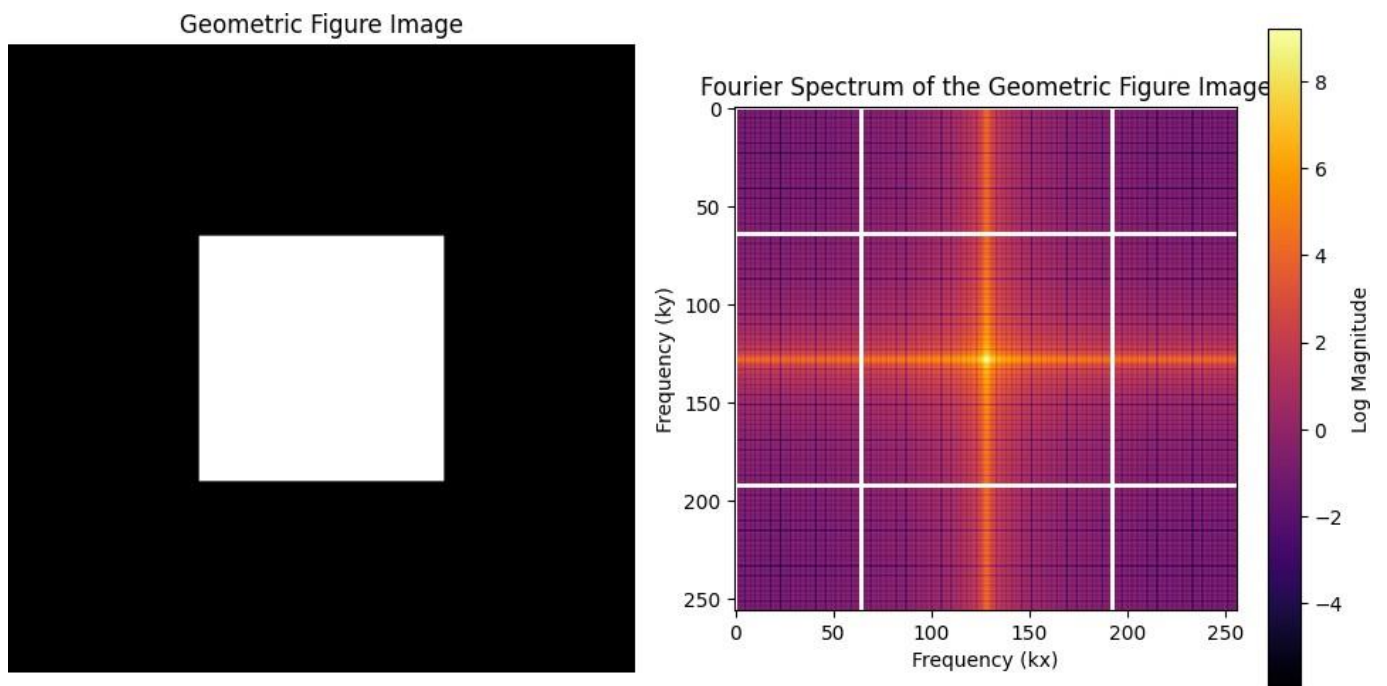 Geometric Figure Image
Fourier Spectrum of the Geometric Figure Image
0
50
100
150
200
250
Frequency (ky)
0 50 100 150 200 250
Frequency (kx)
8
6
4
2
0
−2
−4
Log Magnitude